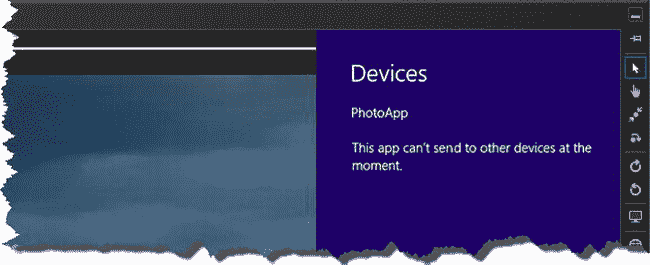 Devices
PhotoApp
This app can't send to other devices at the
moment.